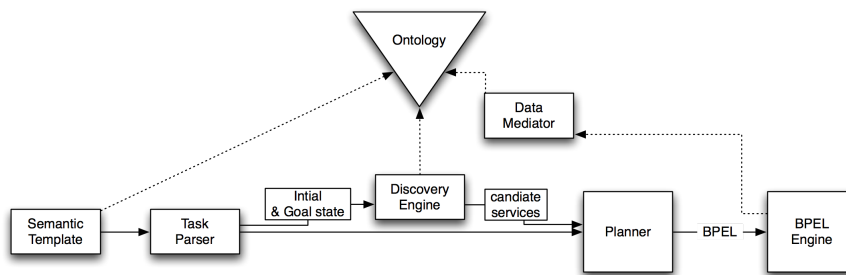 Ontology
Data
Mediator
Intial
& Goal state
Discovery
Engine
candiate
services
Semantic
Template
Task
Parser
Planner
BPEL
BPEL
Engine